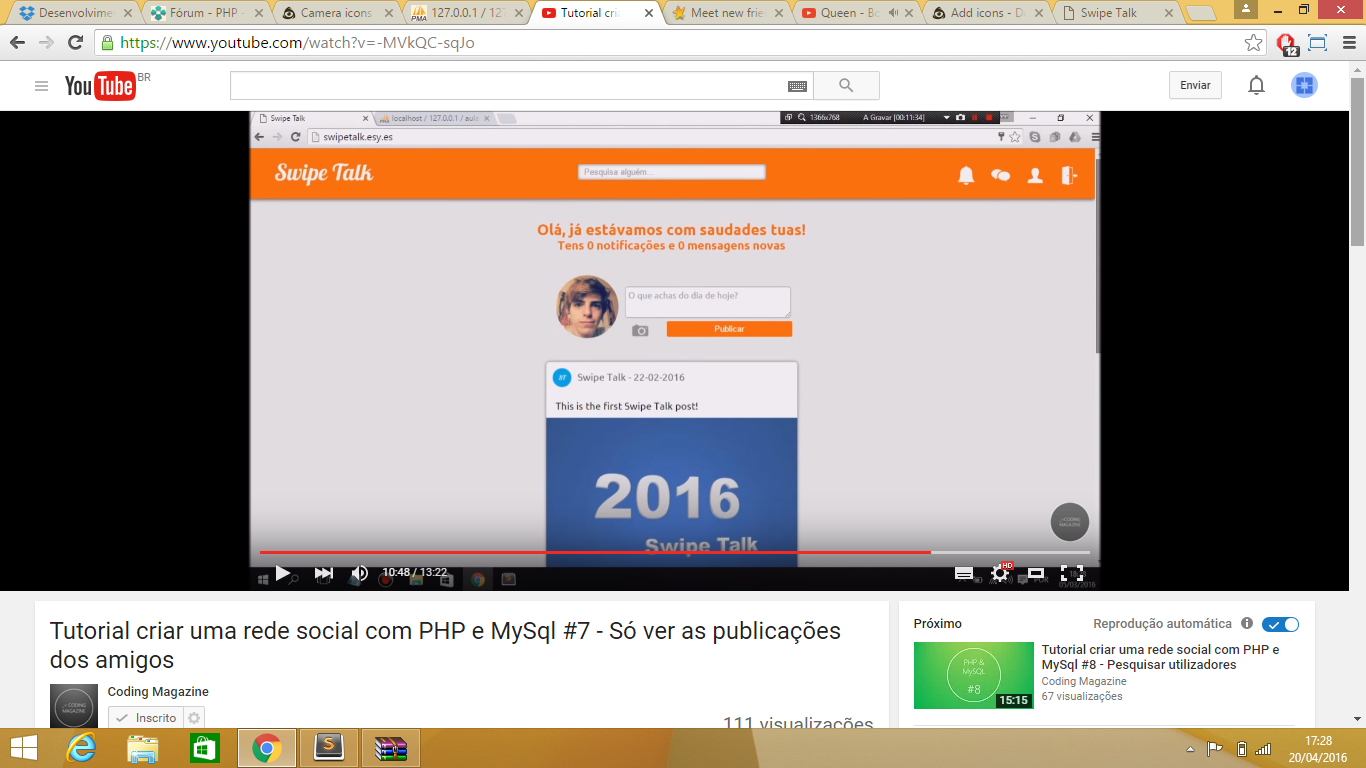 Desenvolvime
Fórum - PHP -
Camera icons
127.0.0.1 / 127
Tutorial cria
Meet new frie
Queen - Bo
Add icons - D
Swipe Talk
https://www.youtube.com/watch?v=-MVkQC-sqJo
12
YouTube BR
Enviar
Swipe Talk
localhost / 127.0.0.1 / aula
1366x768
A Gravar [00:11:34]
swipetalk.esy.es
Swipe Talk
Pesquisa alguém...
Olá, já estávamos com saudades tuas!
Tens 0 notificações e 0 mensagens novas
O que achas do dia de hoje?
Publicar
Swipe Talk - 22-02-2016
This is the first Swipe Talk post!
2016
Swipe Talk
CODING MAGAZINE
10:48 / 13:22
HD
Tutorial criar uma rede social com PHP e MySql #7 - Só ver as publicações
dos amigos
Coding Magazine
Inscrito
111 visualizações
Próximo
Reprodução automática
PHP &
MySQL
#8
15:15
Tutorial criar uma rede social com PHP e
MySql #8 - Pesquisar utilizadores
Coding Magazine
67 visualizações
17:28
20/04/2016